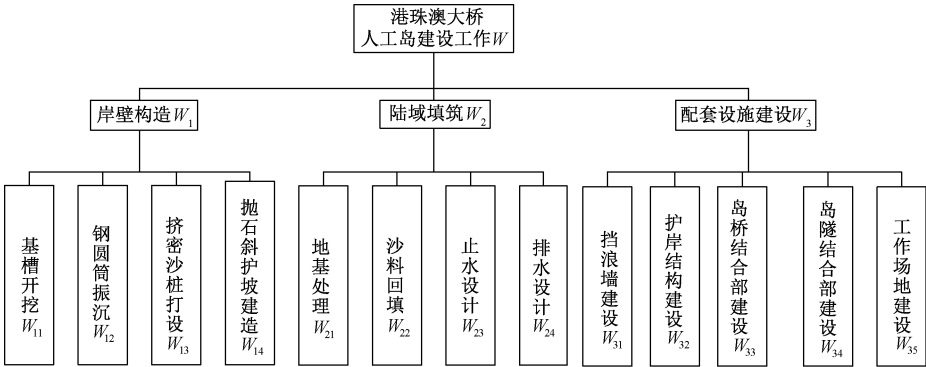 港珠澳大桥
人工岛建设工作W
岸壁构造W₁
陆域填筑W₂
配套设施建设W₃
基槽开挖W₁₁
钢圆筒振沉W₁₂
挤密沙桩打设W₁₃
抛石斜护坡建造W₁₄
地基处理W₂₁
沙料回填W₂₂
止水设计W₂₃
排水设计W₂₄
挡浪墙建设W₃₁
护岸结构建设W₃₂
岛桥结合部建设W₃₃
岛隧结合部建设W₃₄
工作场地建设W₃₅